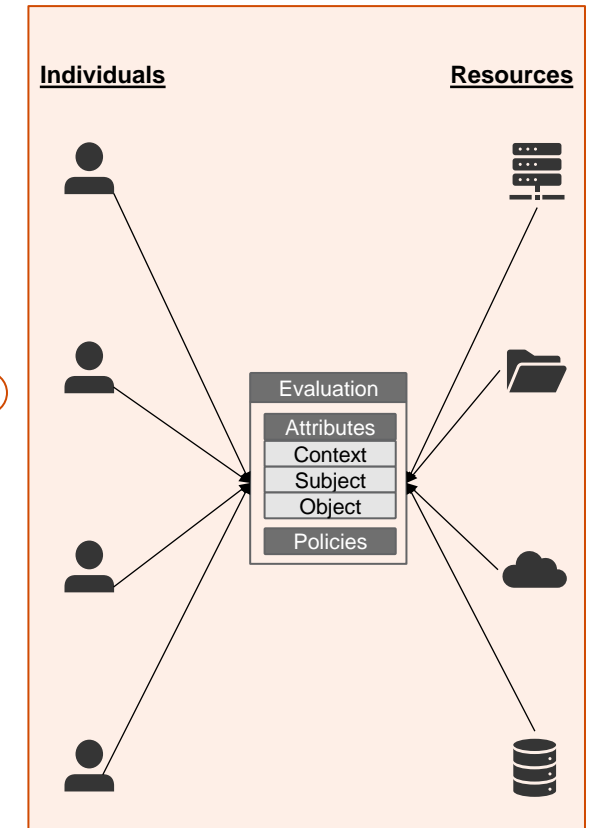 Individuals
Resources
Evaluation
Attributes
Context
Subject
Object
Policies